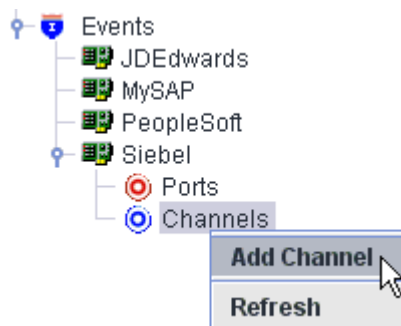 Events
JDEdwards
MySAP
PeopleSoft
Siebel
Ports
Channels
Add Channel
Refresh